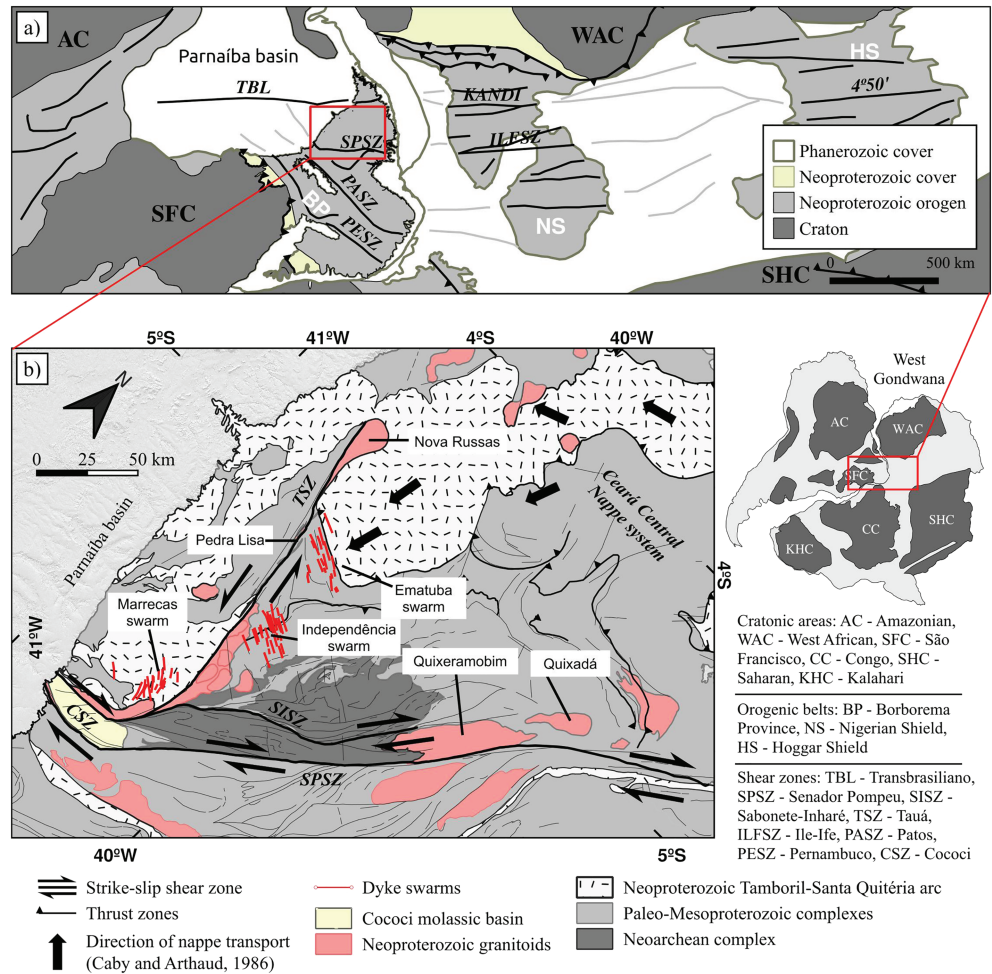 a)
AC
Parnaíba basin
TBL
WAC
KANDI
HS
4º50'
SPSZ
ILFSZ
PASZ
BP
PESZ
SFC
NS
SHC
Phanerozoic cover
Neoproterozoic cover
Neoproterozoic orogen
Craton
0 500 km
b)
5ºS
41ºW
4ºS
40ºW
N
0 25 50 km
Nova Russas
TSZ
Ceará Central
Nappe system
Parnaíba basin
Pedra Lisa
Marrecas
swarm
Ematuba
swarm
Independência
swarm
Quixeramobim
Quixadá
41ºW
4ºS
CSZ
SISZ
SPSZ
40ºW
5ºS
West
Gondwana
AC
WAC
SFC
CC
SHC
KHC
Cratonic areas: AC - Amazonian,
WAC - West African, SFC - São
Francisco, CC - Congo, SHC -
Saharan, KHC - Kalahari
Orogenic belts: BP - Borborema
Province, NS - Nigerian Shield,
HS - Hoggar Shield
Shear zones: TBL - Transbrasiliano,
SPSZ - Senador Pompeu, SISZ -
Sabonete-Inharé, TSZ - Tauá,
ILFSZ - Ile-Ife, PASZ - Patos,
PESZ - Pernambuco, CSZ - Cococi
Strike-slip shear zone
Thrust zones
Direction of nappe transport
(Caby and Arthaud, 1986)
Dyke swarms
Cococi molassic basin
Neoproterozoic granitoids
Neoproterozoic Tamboril-Santa Quitéria arc
Paleo-Mesoproterozoic complexes
Neoarchean complex